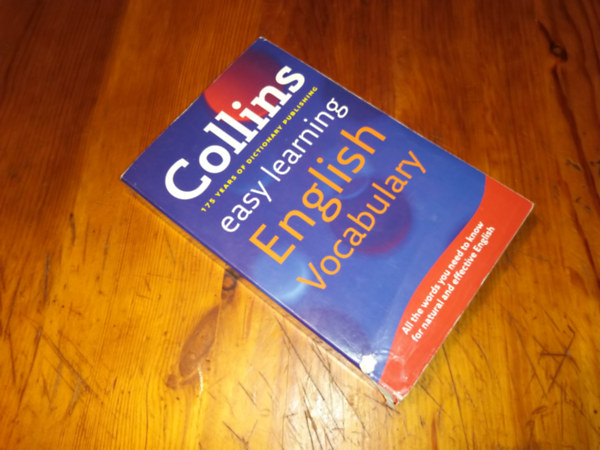 Collins
175 YEARS OF DICTIONARY PUBLISHING
easy learning
English
Vocabulary
All the words you need to know
for natural and effective English